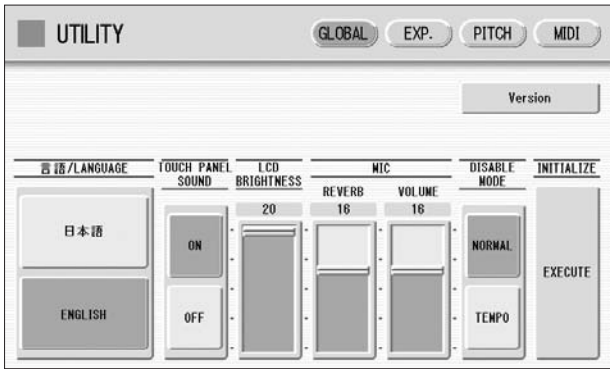 UTILITY
GLOBAL EXP. PITCH MIDI
Version
言語/LANGUAGE
TOUCH PANEL
SOUND
LCD
BRIGHTNESS
MIC
REVERB VOLUME
DISABLE
MODE
INITIALIZE
20 16 16
日本語
ENGLISH
ON
OFF
NORMAL
TEMPO
EXECUTE